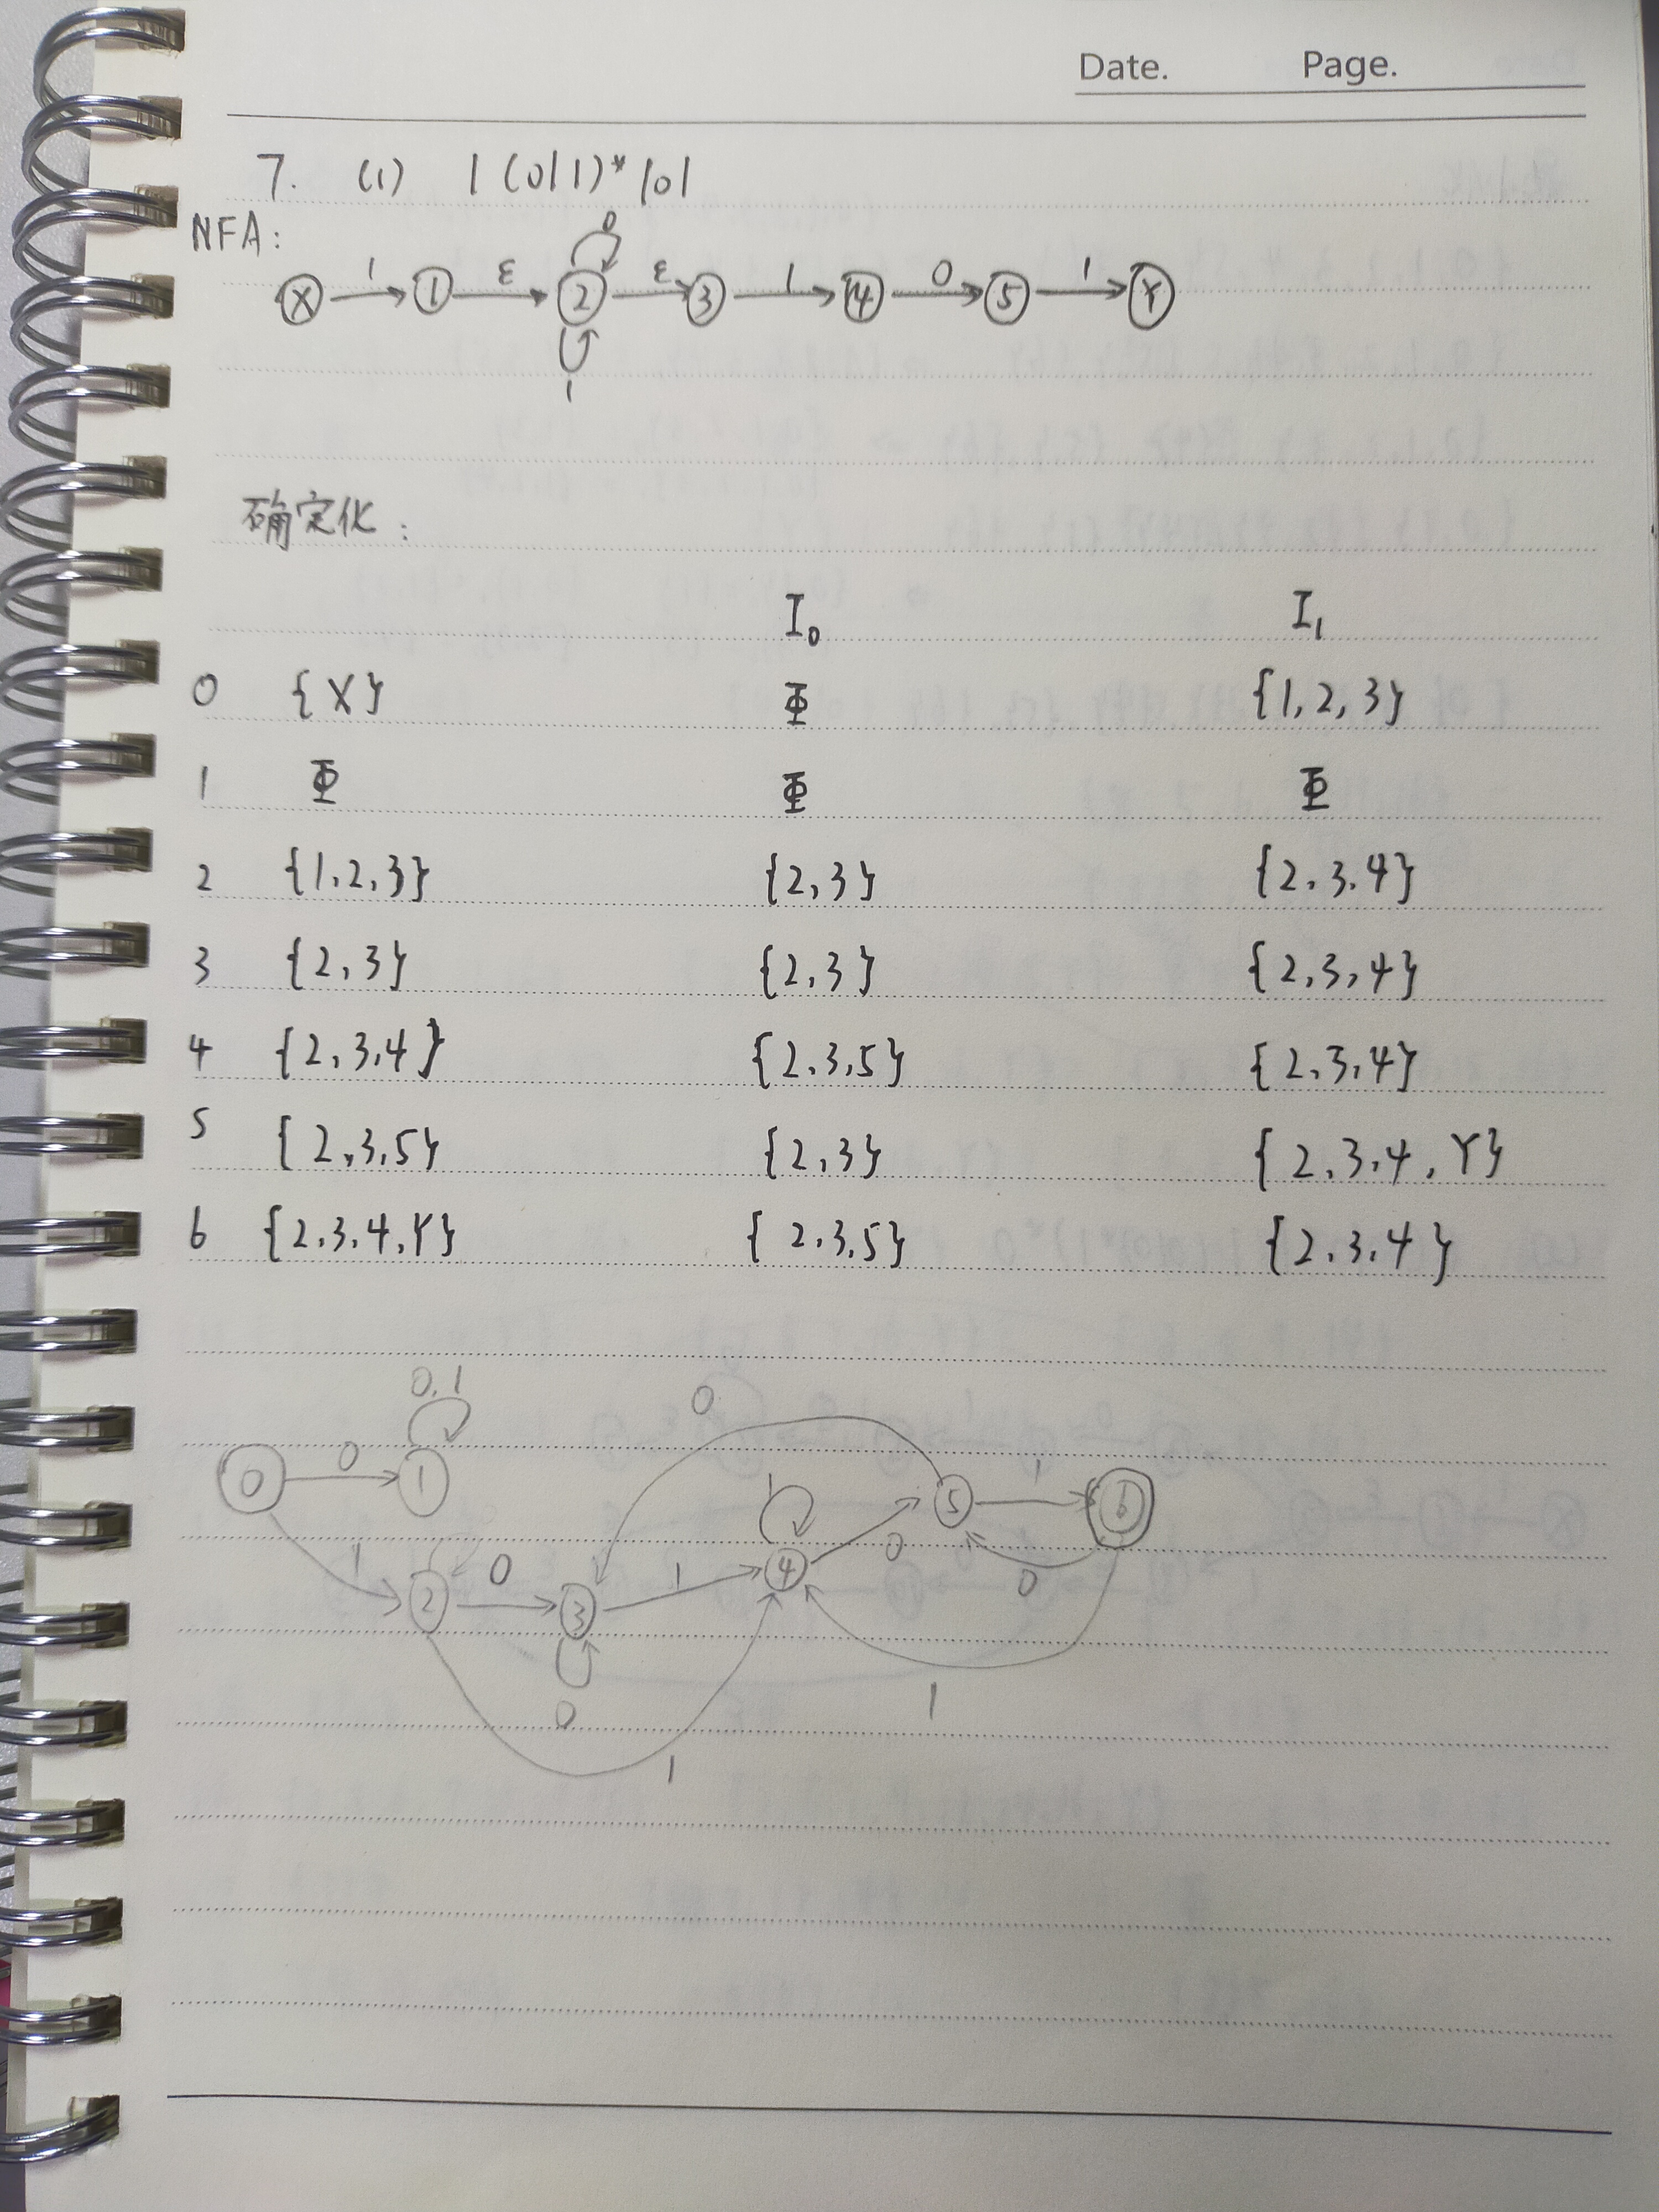 Date. Page.
7. (1) 1(0|1)*101
NFA:
0
1 ε ε 1 0 1
X 1 2 3 4 5 Y
1
确定化:
I₀ I₁
0 {X} Φ {1,2,3}
1 Φ Φ Φ
2 {1,2,3} {2,3} {2,3,4}
3 {2,3} {2,3} {2,3,4}
4 {2,3,4} {2,3,5} {2,3,4}
5 {2,3,5} {2,3} {2,3,4,Y}
6 {2,3,4,Y} {2,3,5} {2,3,4}
0,1 0
0 0 1 1 1 5 6
1 0 1 4 0 0
2 3
0 1
1